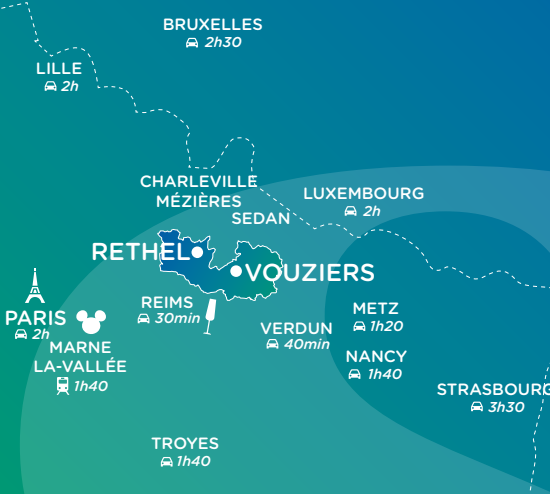 BRUXELLES
2h30
LILLE
2h
CHARLEVILLE
MÉZIÈRES
SEDAN
LUXEMBOURG
2h
RETHEL
VOUZIERS
REIMS
30min
PARIS
2h
MARNE
LA-VALLÉE
1h40
VERDUN
40min
METZ
1h20
NANCY
1h40
STRASBOURG
3h30
TROYES
1h40